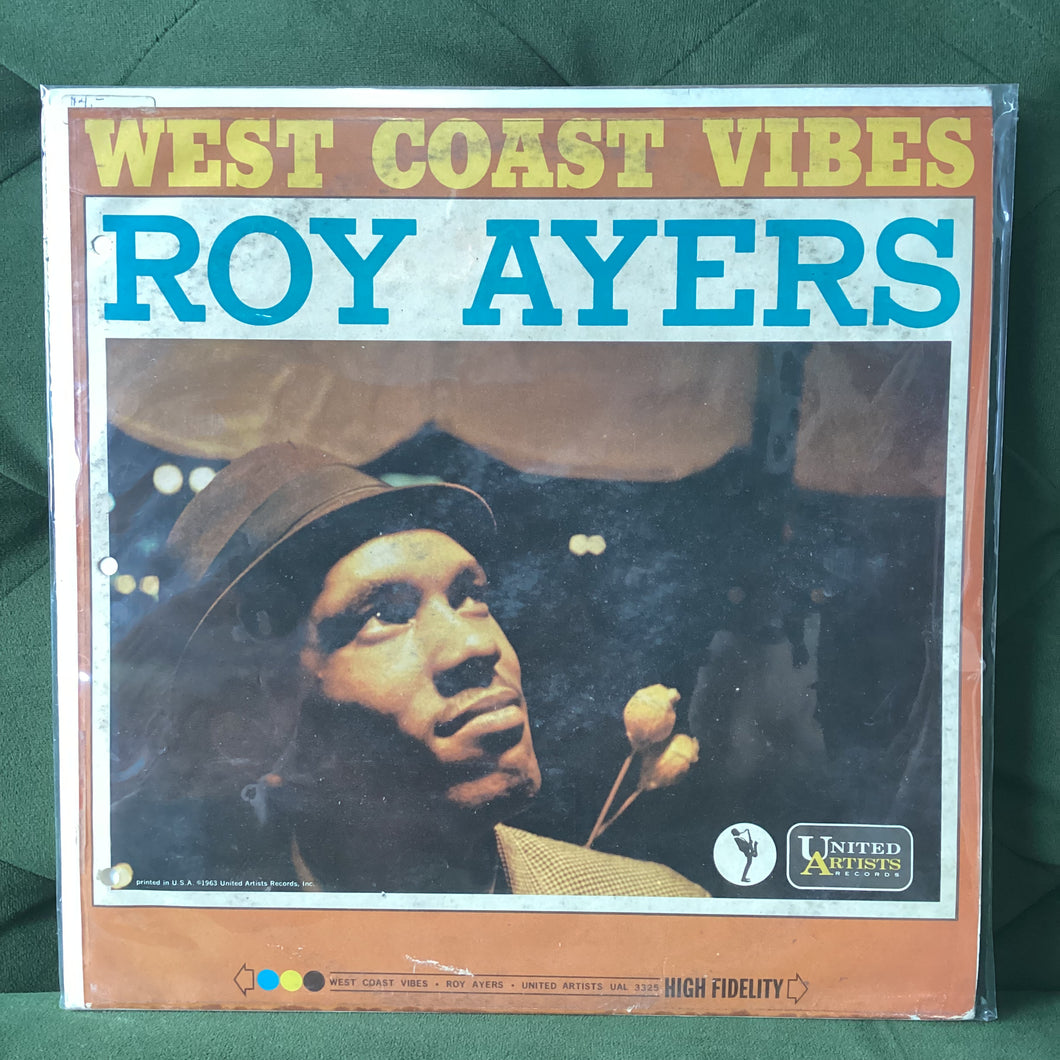 WEST COAST VIBES
ROY AYERS
UNITED
ARTISTS
RECORDS
printed in U.S.A. ©1963 United Artists Records, Inc.
WEST COAST VIBES • ROY AYERS • UNITED ARTISTS UAL 3325 HIGH FIDELITY